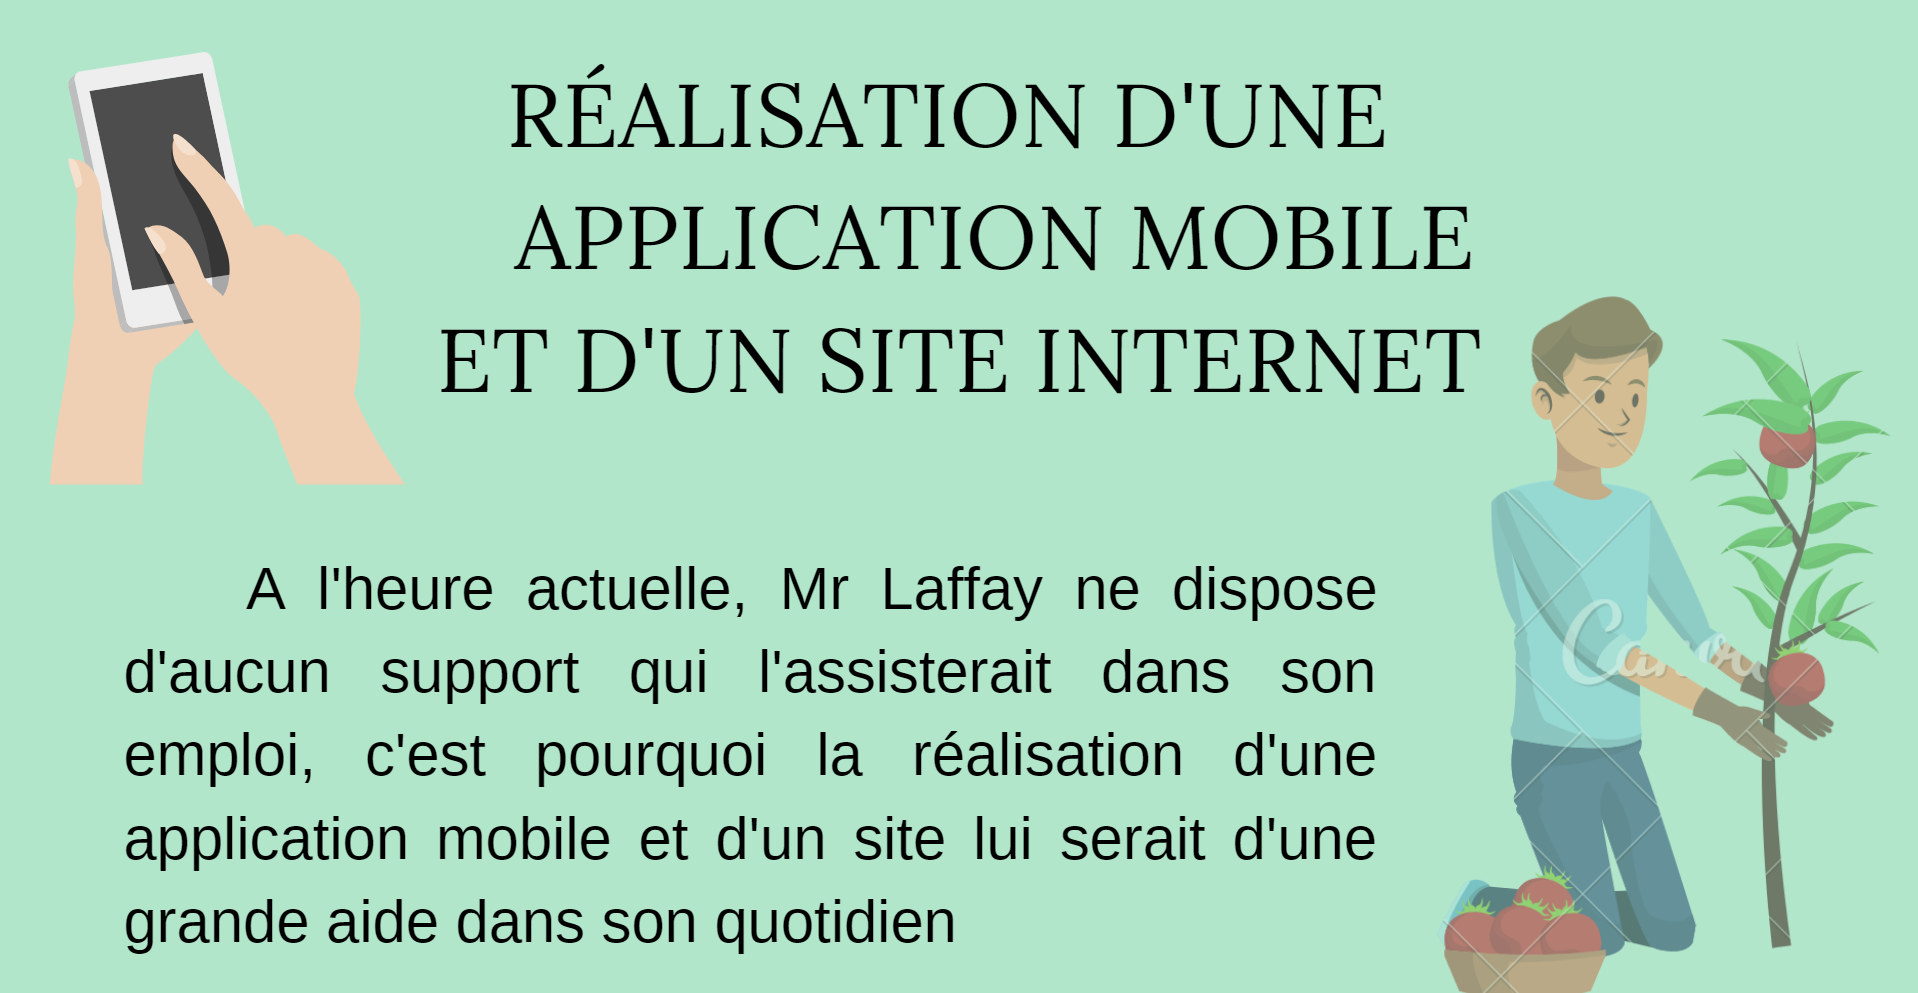 RÉALISATION D'UNE
APPLICATION MOBILE
ET D'UN SITE INTERNET
A l'heure actuelle, Mr Laffay ne dispose
d'aucun support qui l'assisterait dans son
emploi, c'est pourquoi la réalisation d'une
application mobile et d'un site lui serait d'une
grande aide dans son quotidien
Canva